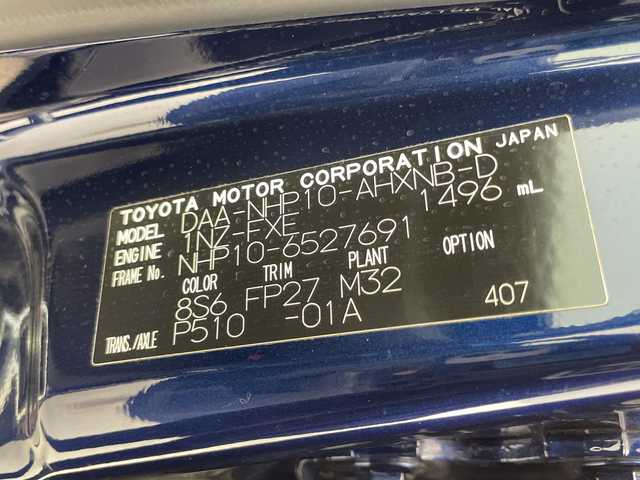 TOYOTA MOTOR CORPORATION JAPAN
MODEL DAA-NHP10-AHXNB-D
ENGINE 1NZ-FXE 1496 mL
FRAME No. NHP10-6527691
COLOR TRIM PLANT OPTION
8S6 FP27 M32
TRANS./AXLE P510 -01A 407